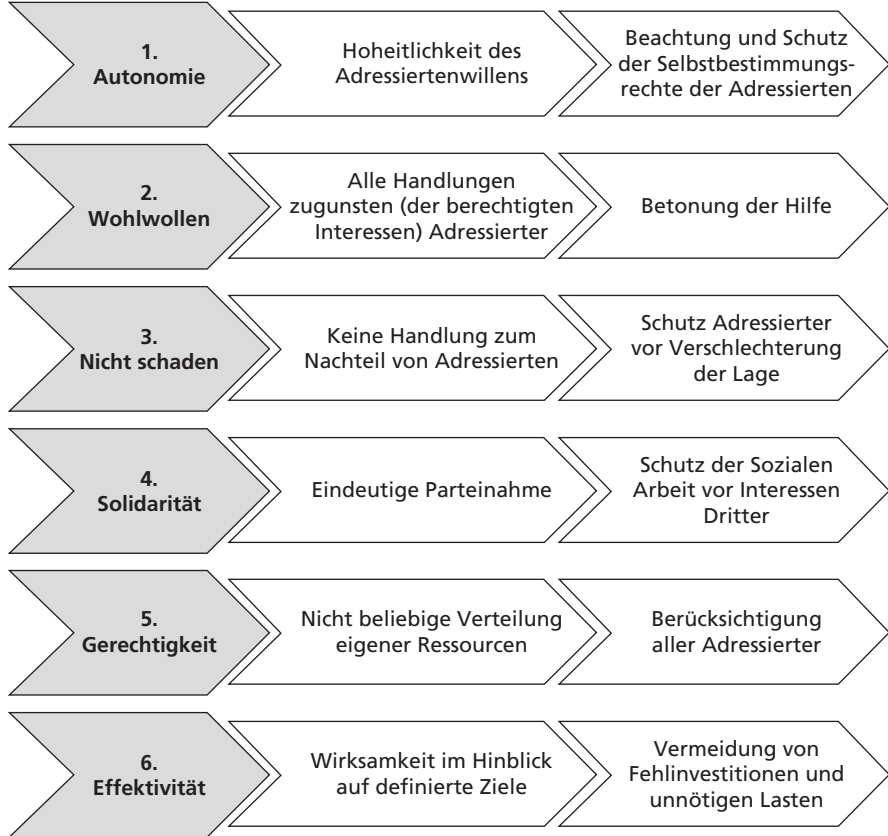 1.
Autonomie
Hoheitlichkeit des
Adressiertenwillens
Beachtung und Schutz
der Selbstbestimmungs-
rechte der Adressierten
2.
Wohlwollen
Alle Handlungen
zugunsten (der berechtigten
Interessen) Adressierter
Betonung der Hilfe
3.
Nicht schaden
Keine Handlung zum
Nachteil von Adressierten
Schutz Adressierter
vor Verschlechterung
der Lage
4.
Solidarität
Eindeutige Parteinahme
Schutz der Sozialen
Arbeit vor Interessen
Dritter
5.
Gerechtigkeit
Nicht beliebige Verteilung
eigener Ressourcen
Berücksichtigung
aller Adressierter
6.
Effektivität
Wirksamkeit im Hinblick
auf definierte Ziele
Vermeidung von
Fehlinvestitionen und
unnötigen Lasten